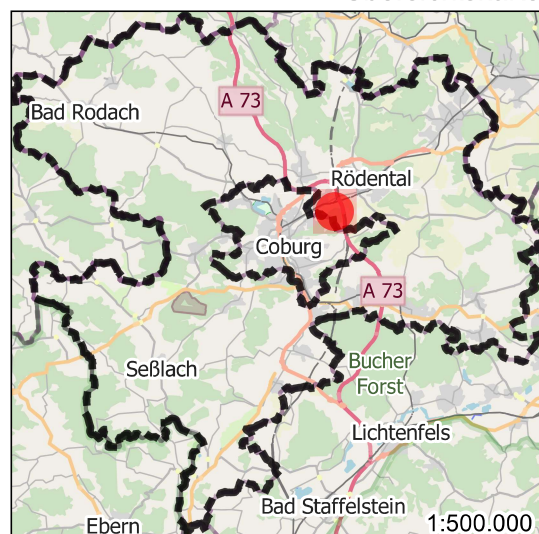 A 73
Bad Rodach
Rödental
Coburg
A 73
Bucher
Forst
Seßlach
Lichtenfels
Bad Staffelstein
Ebern
1:500.000